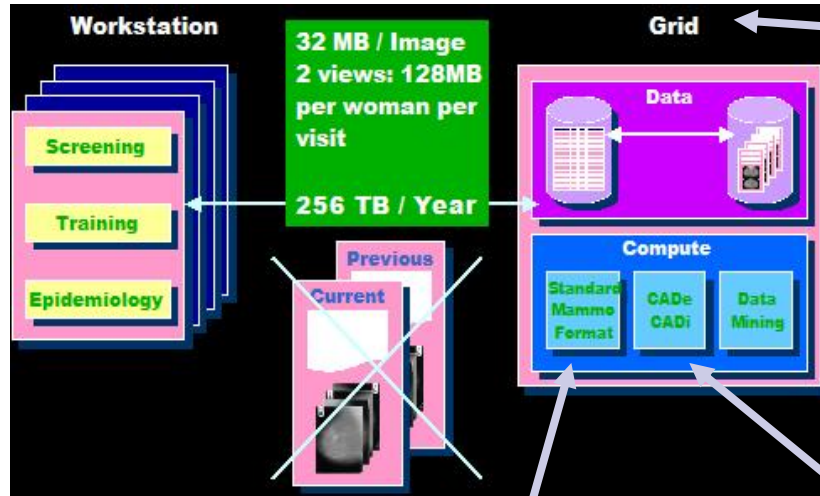 Workstation
Screening
Training
Epidemiology
32 MB / Image
2 views: 128MB
per woman per
visit
256 TB / Year
Previous
Current
Grid
Data
Compute
Standard
Mammo
Format
CADe
CADi
Data
Mining